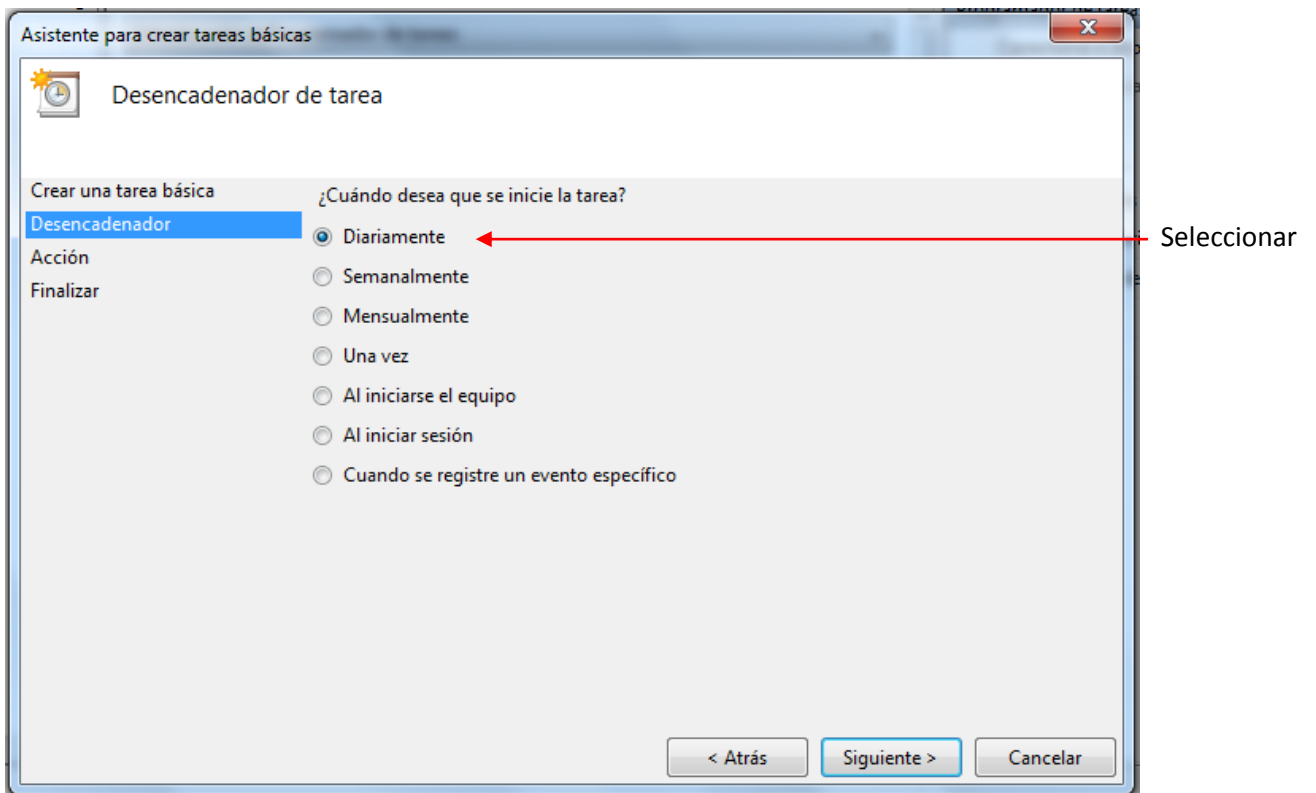 Asistente para crear tareas básicas
Desencadenador de tarea
Crear una tarea básica
Desencadenador
Acción
Finalizar
¿Cuándo desea que se inicie la tarea?
Diariamente
Semanalmente
Mensualmente
Una vez
Al iniciarse el equipo
Al iniciar sesión
Cuando se registre un evento específico
Seleccionar
< Atrás
Siguiente >
Cancelar